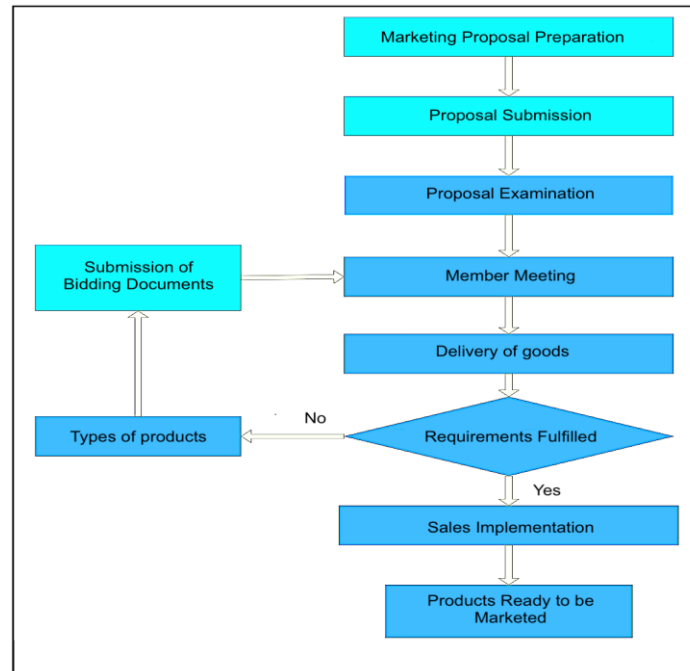 Marketing Proposal Preparation
Proposal Submission
Proposal Examination
Submission of
Bidding Documents
Member Meeting
Delivery of goods
No
Types of products
Requirements Fulfilled
Yes
Sales Implementation
Products Ready to be
Marketed